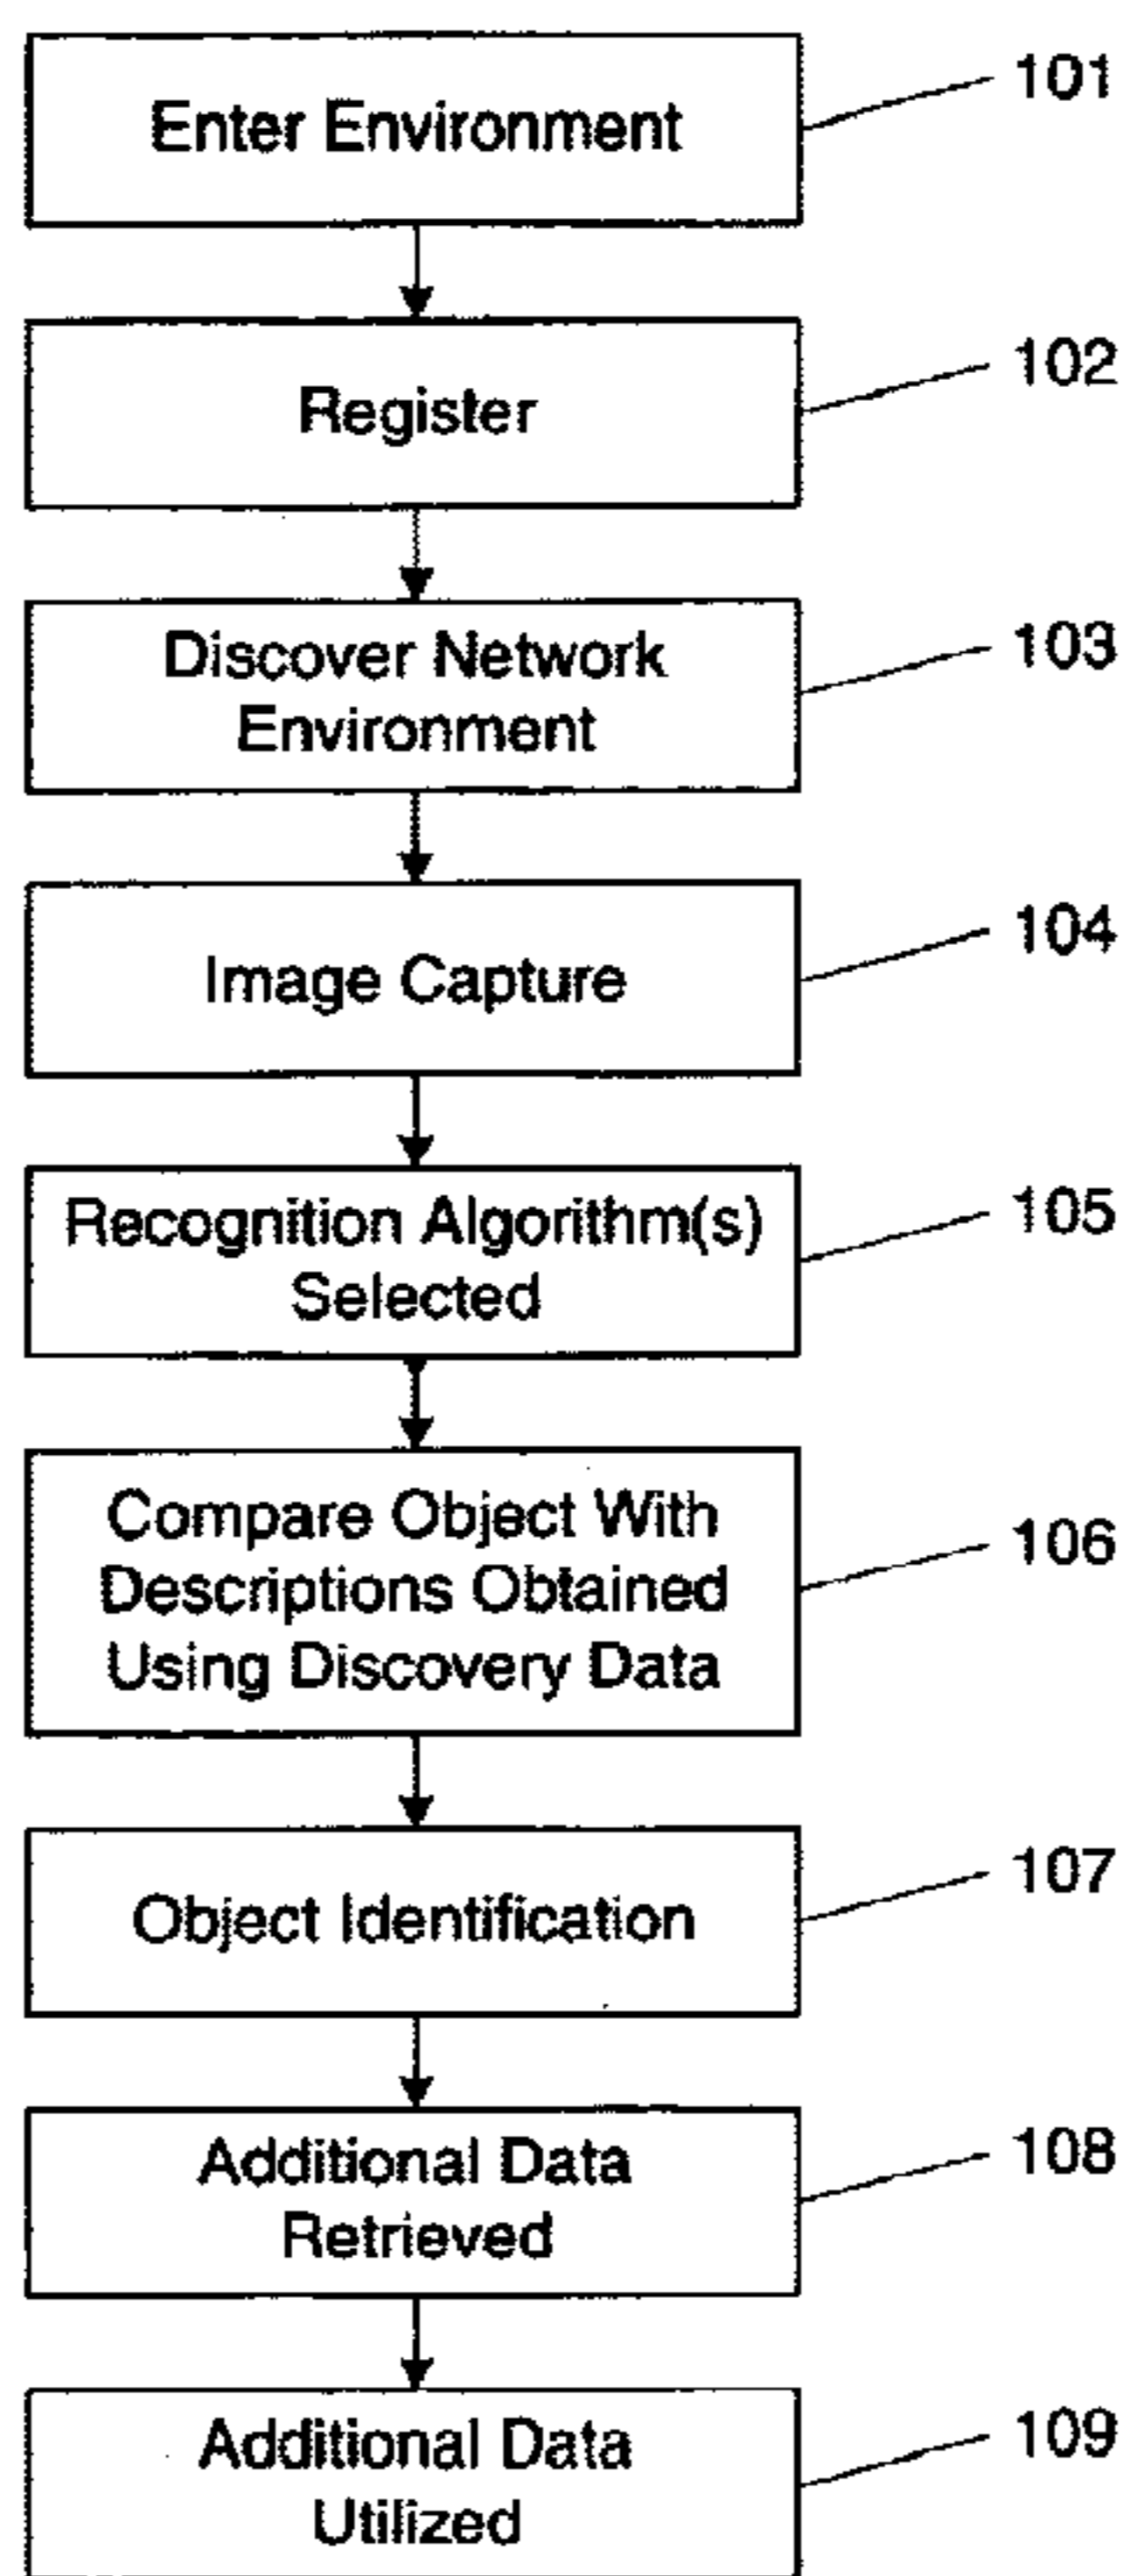 Enter Environment
101
Register
102
Discover Network
Environment
103
Image Capture
104
Recognition Algorithm(s)
Selected
105
Compare Object With
Descriptions Obtained
Using Discovery Data
106
Object Identification
107
Additional Data
Retrieved
108
Additional Data
Utilized
109